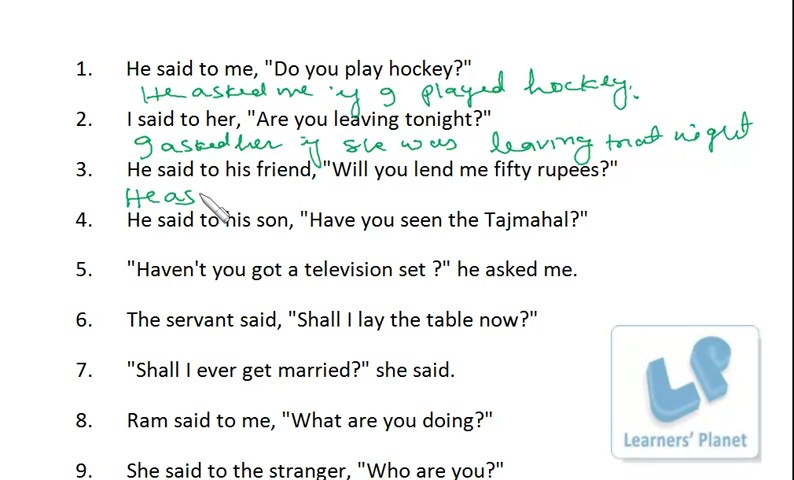 1. He said to me, "Do you play hockey?"
He asked me if I played hockey.
2. I said to her, "Are you leaving tonight?"
I asked her if she was leaving that night
3. He said to his friend, "Will you lend me fifty rupees?"
He as
4. He said to his son, "Have you seen the Tajmahal?"
5. "Haven't you got a television set ?" he asked me.
6. The servant said, "Shall I lay the table now?"
7. "Shall I ever get married?" she said.
8. Ram said to me, "What are you doing?"
9. She said to the stranger, "Who are you?"
LP
Learners' Planet